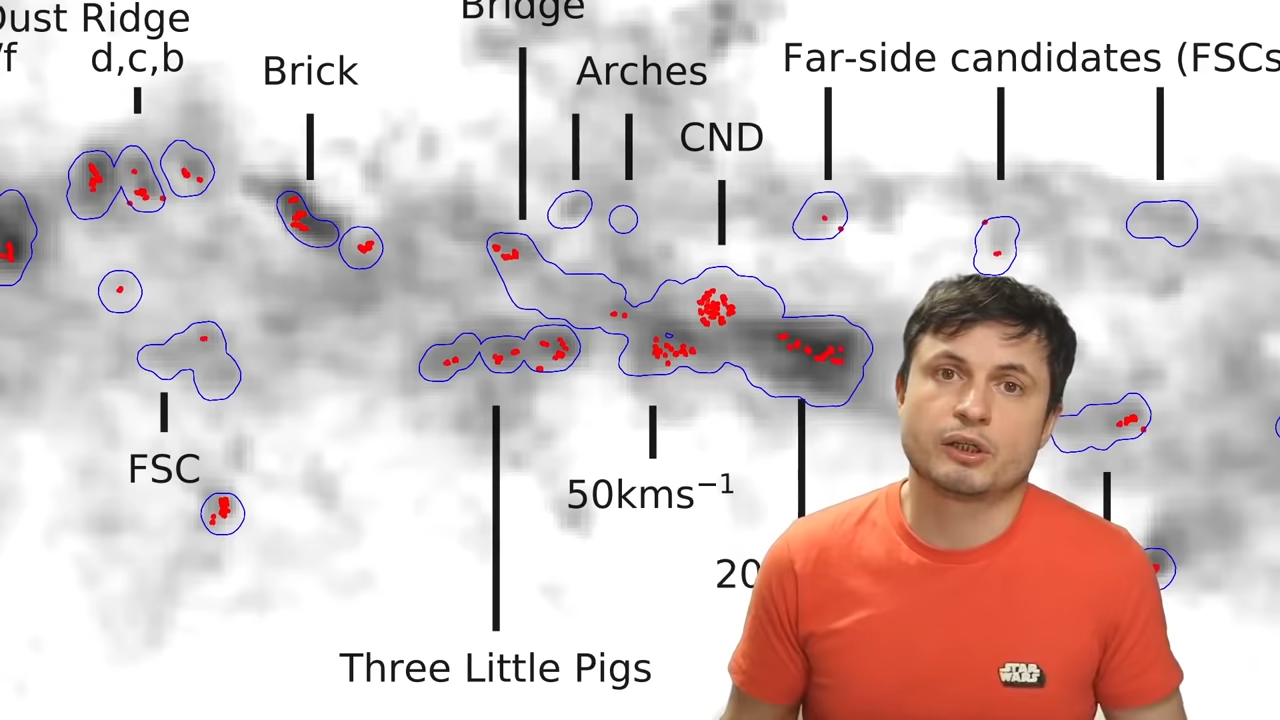 Dust Ridge
/f d,c,b
Bridge
Brick
Arches
Far-side candidates (FSCs
CND
FSC
50kms⁻¹
20
Three Little Pigs
STAR
WARS